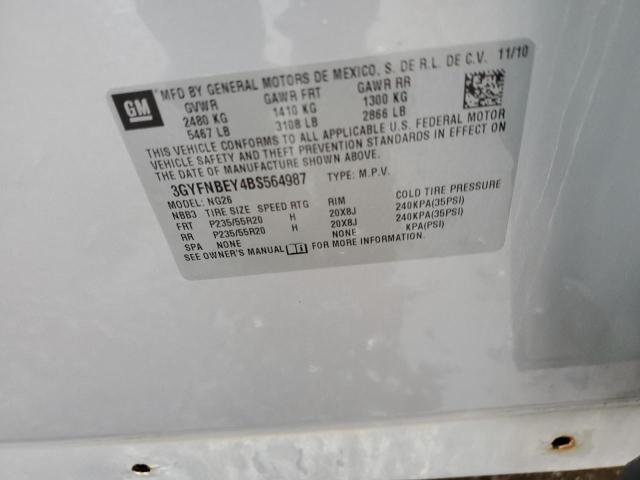 MFD BY GENERAL MOTORS DE MEXICO, S. DE R.L. DE C.V. 11/10
GM
GVWR GAWR FRT GAWR RR
2480 KG 1410 KG 1300 KG
5467 LB 3108 LB 2866 LB
THIS VEHICLE CONFORMS TO ALL APPLICABLE U.S. FEDERAL MOTOR
VEHICLE SAFETY AND THEFT PREVENTION STANDARDS IN EFFECT ON
THE DATE OF MANUFACTURE SHOWN ABOVE.
3GYFNBEY4BS564987 TYPE: M.P.V.
MODEL: NG26
NBB3 TIRE SIZE SPEED RTG RIM COLD TIRE PRESSURE
FRT P235/55R20 H 20X8J 240KPA(35PSI)
RR P235/55R20 H 20X8J 240KPA(35PSI)
SPA NONE NONE KPA(PSI)
SEE OWNER'S MANUAL FOR MORE INFORMATION.